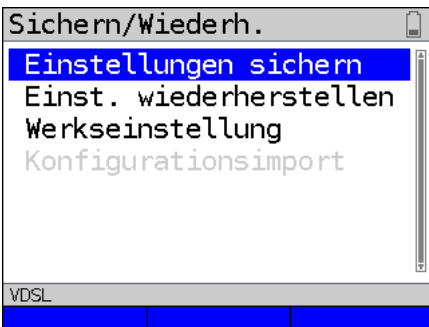 Sichern/Wiederh.
Einstellungen sichern
Einst. wiederherstellen
Werkseinstellung
Konfigurationsimport
VDSL